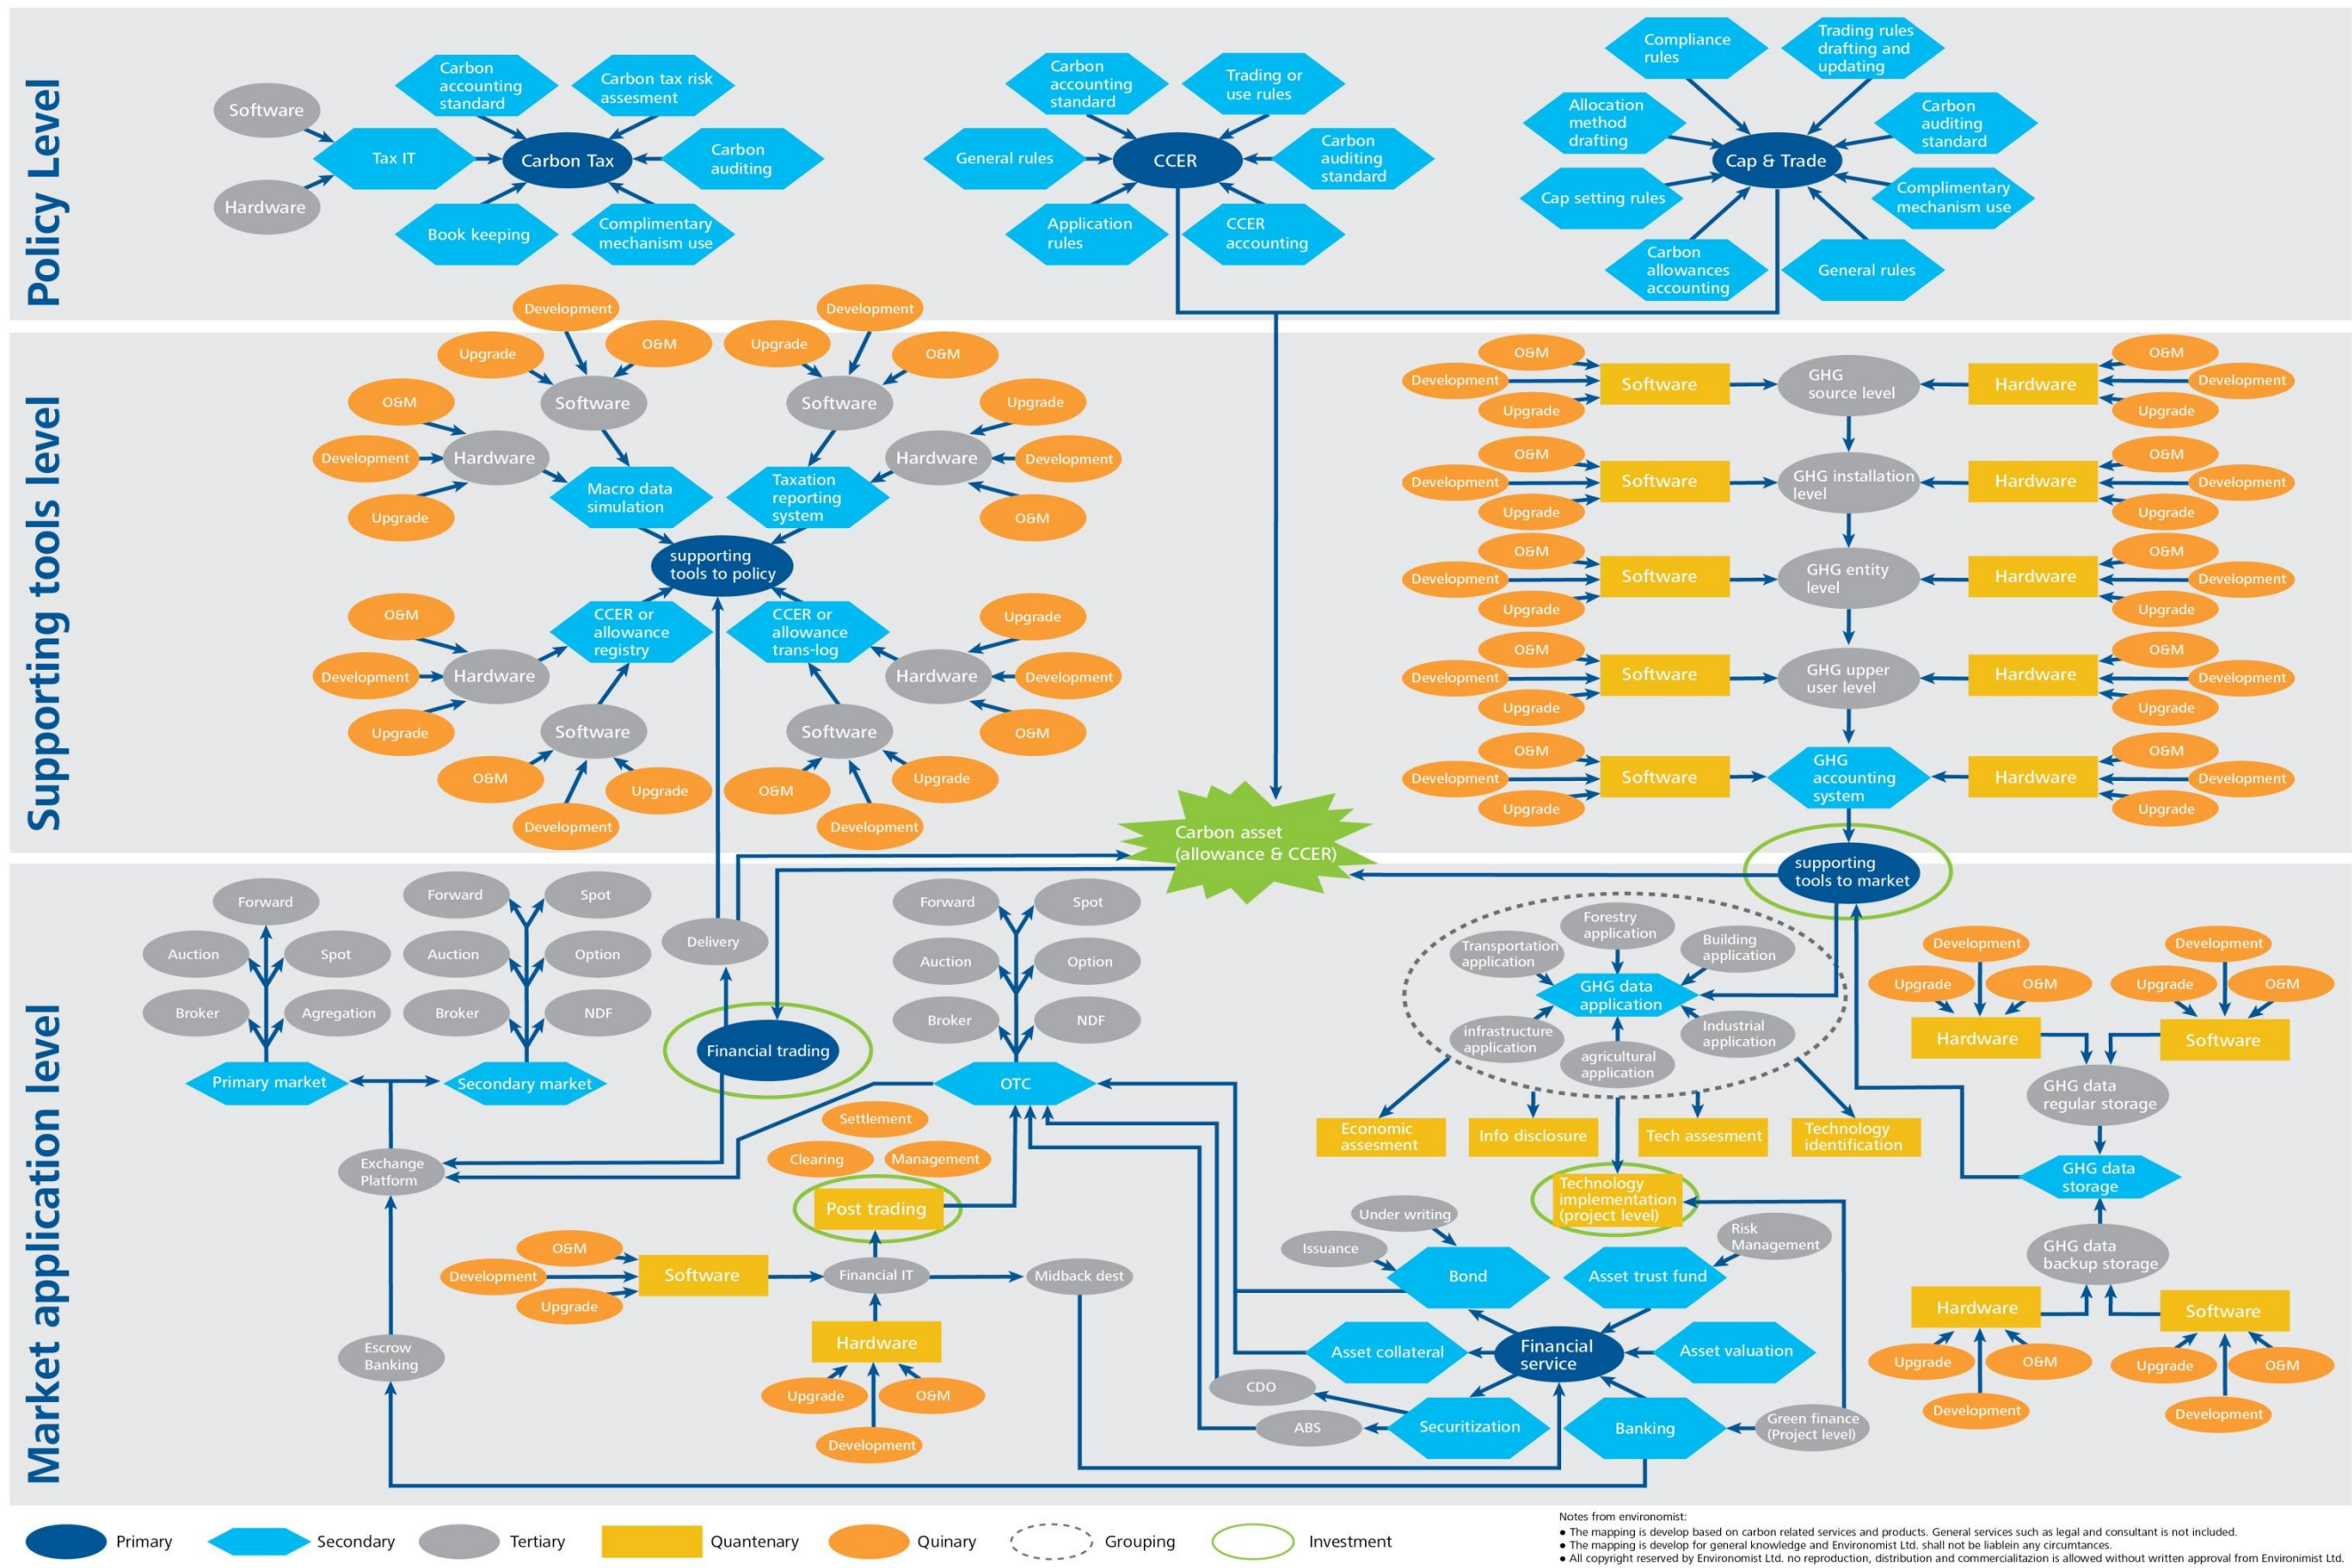 Policy Level
Software
Hardware
Tax IT
Carbon
accounting
standard
Carbon tax risk
assesment
Carbon Tax
Carbon
auditing
Book keeping
Complimentary
mechanism use
Carbon
accounting
standard
Trading or
use rules
General rules
CCER
Carbon
auditing
standard
Application
rules
CCER
accounting
Compliance
rules
Trading rules
drafting and
updating
Allocation
method
drafting
Carbon
auditing
standard
Cap & Trade
Cap setting rules
Complimentary
mechanism use
Carbon
allowances
accounting
General rules
Supporting tools level
Development
Upgrade
O&M
Software
O&M
Development
Upgrade
Hardware
Macro data
simulation
Development
Upgrade
O&M
Software
Upgrade
Development
O&M
Hardware
Taxation
reporting
system
supporting
tools to policy
O&M
Development
Upgrade
Hardware
CCER or
allowance
registry
Software
O&M
Development
Upgrade
CCER or
allowance
trans-log
Upgrade
Development
O&M
Hardware
Software
O&M
Development
Upgrade
O&M
Development
Upgrade
Software
GHG
source level
Hardware
O&M
Development
Upgrade
O&M
Development
Upgrade
Software
GHG installation
level
Hardware
O&M
Development
Upgrade
O&M
Development
Upgrade
Software
GHG entity
level
Hardware
O&M
Development
Upgrade
O&M
Development
Upgrade
Software
GHG upper
user level
Hardware
O&M
Development
Upgrade
O&M
Development
Upgrade
Software
GHG
accounting
system
Hardware
O&M
Development
Upgrade
Carbon asset
(allowance & CCER)
supporting
tools to market
Market application level
Forward
Auction
Spot
Broker
Agregation
Primary market
Forward
Spot
Auction
Option
Broker
NDF
Secondary market
Delivery
Financial trading
Forward
Spot
Auction
Option
Broker
NDF
OTC
Exchange
Platform
Escrow
Banking
Settlement
Clearing
Management
Post trading
O&M
Development
Upgrade
Software
Financial IT
Midback dest
Hardware
Upgrade
O&M
Development
Forestry
application
Transportation
application
Building
application
GHG data
application
infrastructure
application
agricultural
application
Industrial
application
Economic
assesment
Info disclosure
Tech assesment
Technology
identification
Technology
implementation
(project level)
Under writing
Issuance
Bond
Asset trust fund
Risk
Management
Asset collateral
Financial
service
Asset valuation
CDO
ABS
Securitization
Banking
Green finance
(Project level)
Development
Upgrade
O&M
Hardware
Development
Upgrade
O&M
Software
GHG data
regular storage
GHG data
storage
GHG data
backup storage
Hardware
Upgrade
O&M
Development
Software
Upgrade
O&M
Development
Primary
Secondary
Tertiary
Quantenary
Quinary
Grouping
Investment
Notes from environomist:
● The mapping is develop based on carbon related services and products. General services such as legal and consultant is not included.
● The mapping is develop for general knowledge and Environomist Ltd. shall not be liablein any circumtances.
● All copyright reserved by Environomist Ltd. no reproduction, distribution and commercialitazion is allowed without written approval from Environimist Ltd.